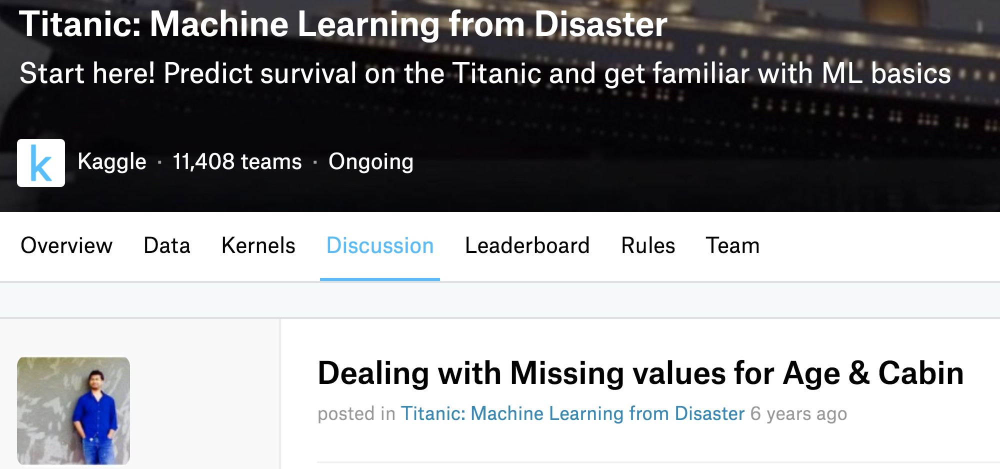 Titanic: Machine Learning from Disaster
Start here! Predict survival on the Titanic and get familiar with ML basics
k
Kaggle · 11,408 teams · Ongoing
Overview Data Kernels Discussion Leaderboard Rules Team
Dealing with Missing values for Age & Cabin
posted in Titanic: Machine Learning from Disaster 6 years ago